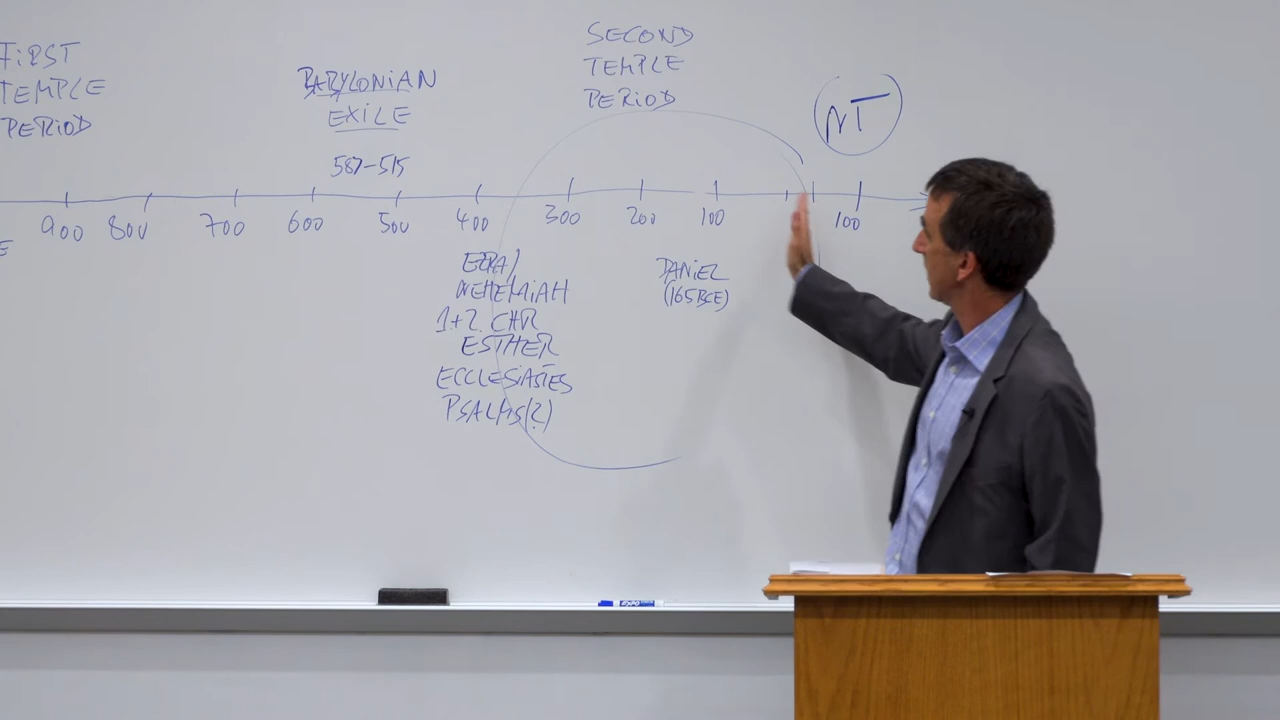 FIRST
TEMPLE
PERIOD
BABYLONIAN
EXILE
587-515
SECOND
TEMPLE
PERIOD
NT
900 800 700 600 500 400 300 200 100 100
E
EZRA/
NEHEMIAH
1+2 CHR
ESTHER
ECCLESIASTES
PSALMS(?)
DANIEL
(165BCE)
EXPO